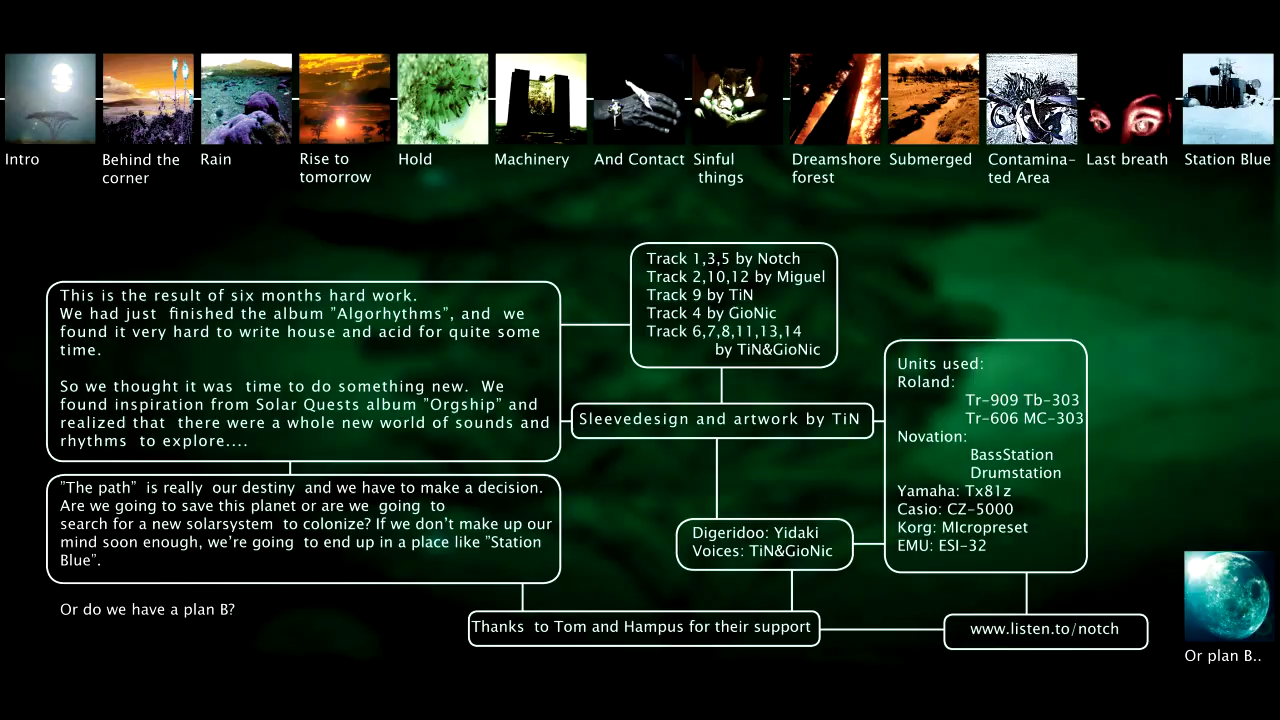 Intro
Behind the
corner
Rain
Rise to
tomorrow
Hold
Machinery
And Contact
Sinful
things
Dreamshore
forest
Submerged
Contamina-
ted Area
Last breath
Station Blue
Track 1,3,5 by Notch
Track 2,10,12 by Miguel
Track 9 by TiN
Track 4 by GioNic
Track 6,7,8,11,13,14
by TiN&GioNic
This is the result of six months hard work.
We had just finished the album "Algorhythms", and we
found it very hard to write house and acid for quite some
time.
So we thought it was time to do something new. We
found inspiration from Solar Quests album "Orgship" and
realized that there were a whole new world of sounds and
rhythms to explore....
Sleevedesign and artwork by TiN
Units used:
Roland:
Tr-909 Tb-303
Tr-606 MC-303
Novation:
BassStation
Drumstation
Yamaha: Tx81z
Casio: CZ-5000
Korg: MIcropreset
EMU: ESI-32
"The path" is really our destiny and we have to make a decision.
Are we going to save this planet or are we going to
search for a new solarsystem to colonize? If we don't make up our
mind soon enough, we're going to end up in a place like "Station
Blue".
Digeridoo: Yidaki
Voices: TiN&GioNic
Or do we have a plan B?
Thanks to Tom and Hampus for their support
www.listen.to/notch
Or plan B..